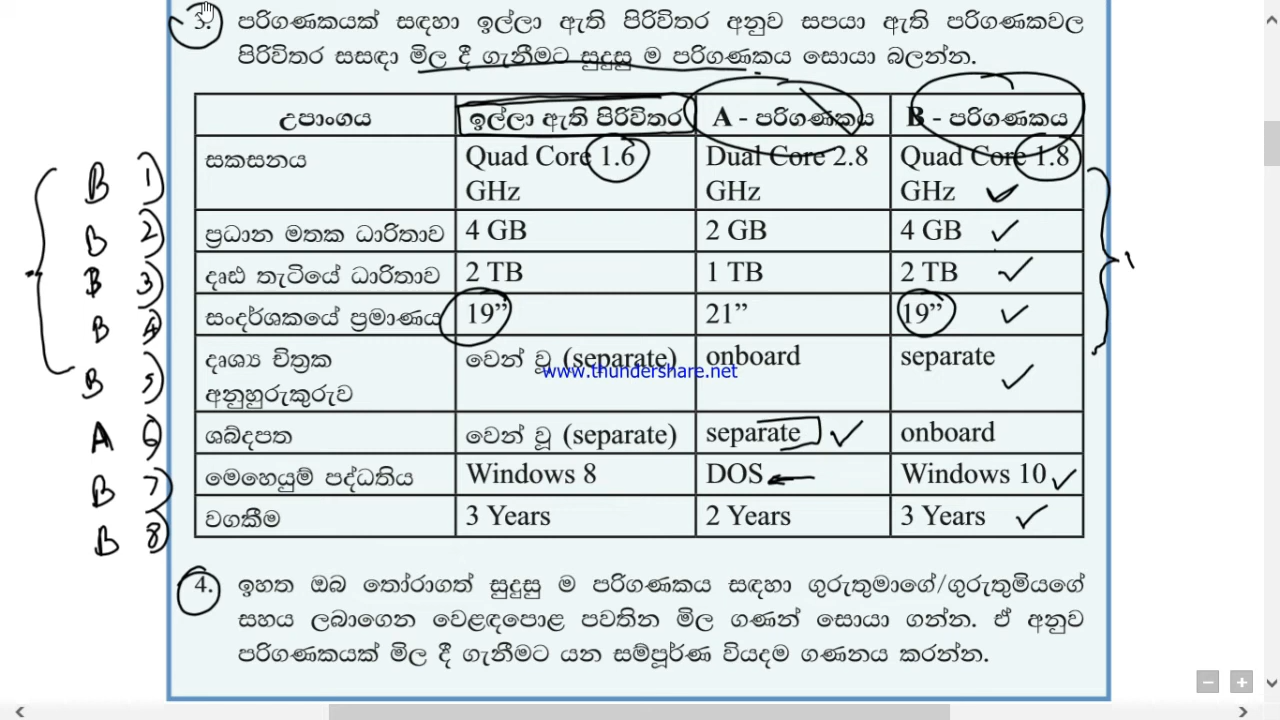 3. පරිගණකයක් සඳහා ඉල්ලා ඇති පිරිවිතර අනුව සපයා ඇති පරිගණකවල
පිරිවිතර සසඳා මිල දී ගැනීමට සුදුසු ම පරිගණකය සොයා බලන්න.
උපාංගය ඉල්ලා ඇති පිරිවිතර A - පරිගණකය B - පරිගණකය
සකසනය Quad Core 1.6 Dual Core 2.8 Quad Core 1.8
GHz GHz GHz
B 1)
ප්‍රධාන මතක ධාරිතාව 4 GB 2 GB 4 GB
B 2)
දෘඪ තැටියේ ධාරිතාව 2 TB 1 TB 2 TB
B 3)
සංදර්ශකයේ ප්‍රමාණය 19” 21” 19”
B 4)
දෘශ්‍ය චිත්‍රක වෙන් වූ (separate) onboard separate
www.thundershare.net
අනුහුරුකුරුව
B 5)
ශබ්දපත වෙන් වූ (separate) separate onboard
A 6)
මෙහෙයුම් පද්ධතිය Windows 8 DOS Windows 10
B 7)
වගකීම 3 Years 2 Years 3 Years
B 8)
4. ඉහත ඔබ තෝරාගත් සුදුසු ම පරිගණකය සඳහා ගුරුතුමාගේ/ගුරුතුමියගේ
සහය ලබාගෙන වෙළඳපොළ පවතින මිල ගණන් සොයා ගන්න. ඒ අනුව
පරිගණකයක් මිල දී ගැනීමට යන සම්පූර්ණ වියදම ගණනය කරන්න.